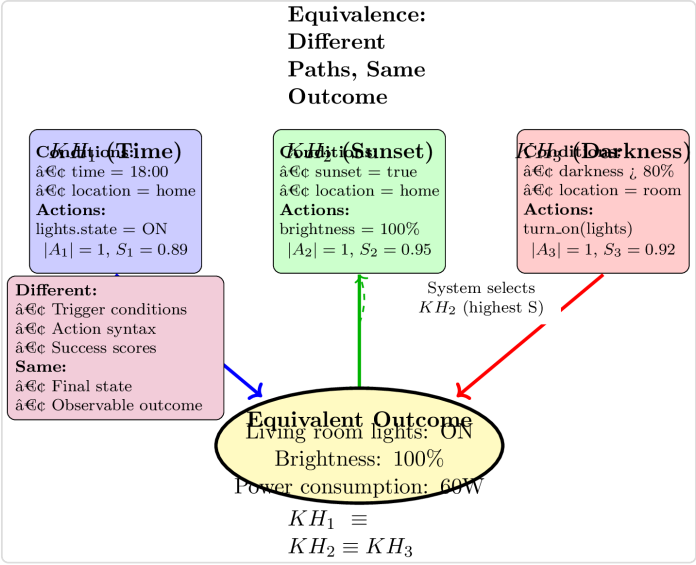 Equivalence:
Different
Paths, Same
Outcome
KH₁ (Time)
Conditions:
â€¢ time = 18:00
â€¢ location = home
Actions:
lights.state = ON
|A₁| = 1, S₁ = 0.89
KH₂ (Sunset)
Conditions:
â€¢ sunset = true
â€¢ location = home
Actions:
brightness = 100%
|A₂| = 1, S₂ = 0.95
KH₃ (Darkness)
Conditions:
â€¢ darkness ¿ 80%
â€¢ location = room
Actions:
turn_on(lights)
|A₃| = 1, S₃ = 0.92
Different:
â€¢ Trigger conditions
â€¢ Action syntax
â€¢ Success scores
Same:
â€¢ Final state
â€¢ Observable outcome
System selects
KH₂ (highest S)
Equivalent Outcome
Living room lights: ON
Brightness: 100%
Power consumption: 60W
KH₁ ≡
KH₂ ≡ KH₃